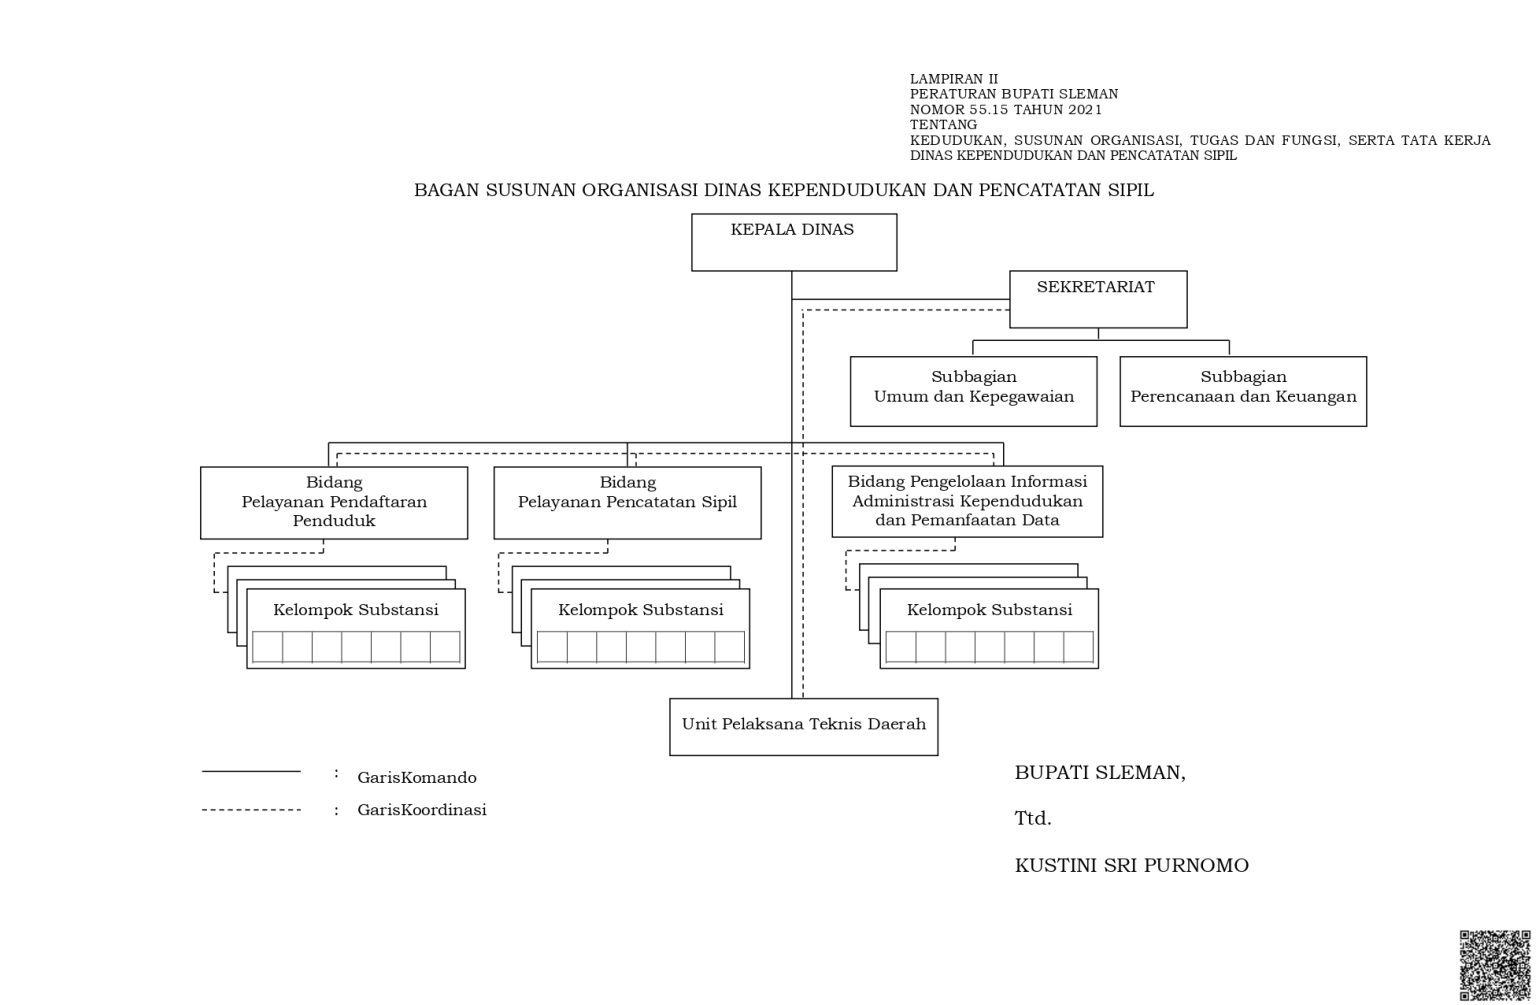 LAMPIRAN II
PERATURAN BUPATI SLEMAN
NOMOR 55.15 TAHUN 2021
TENTANG
KEDUDUKAN, SUSUNAN ORGANISASI, TUGAS DAN FUNGSI, SERTA TATA KERJA
DINAS KEPENDUDUKAN DAN PENCATATAN SIPIL
BAGAN SUSUNAN ORGANISASI DINAS KEPENDUDUKAN DAN PENCATATAN SIPIL
KEPALA DINAS
SEKRETARIAT
Subbagian
Umum dan Kepegawaian
Subbagian
Perencanaan dan Keuangan
Bidang
Pelayanan Pendaftaran
Penduduk
Bidang
Pelayanan Pencatatan Sipil
Bidang Pengelolaan Informasi
Administrasi Kependudukan
dan Pemanfaatan Data
Kelompok Substansi
Kelompok Substansi
Kelompok Substansi
Unit Pelaksana Teknis Daerah
: GarisKomando
: GarisKoordinasi
BUPATI SLEMAN,
Ttd.
KUSTINI SRI PURNOMO